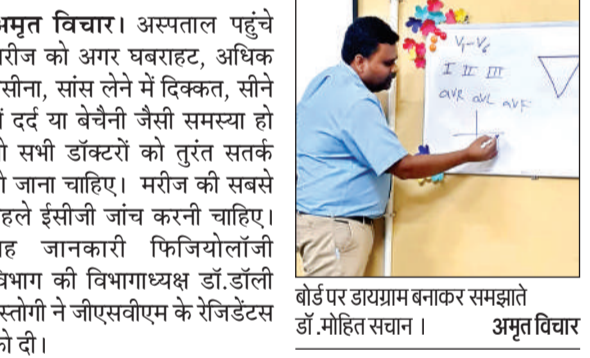 अमृत विचार। अस्पताल पहुंचे
मरीज को अगर घबराहट, अधिक
पसीना, सांस लेने में दिक्कत, सीने
में दर्द या बेचैनी जैसी समस्या हो
तो सभी डॉक्टरों को तुरंत सतर्क
हो जाना चाहिए। मरीज की सबसे
पहले ईसीजी जांच करनी चाहिए।
यह जानकारी फिजियोलॉजी
विभाग की विभागाध्यक्ष डॉ.डॉली
रस्तोगी ने जीएसवीएम के रेजिडेंटस
को दी।
V1-V6
I II III
aVR aVL aVF
बोर्ड पर डायग्राम बनाकर समझाते
डॉ.मोहित सचान। अमृत विचार